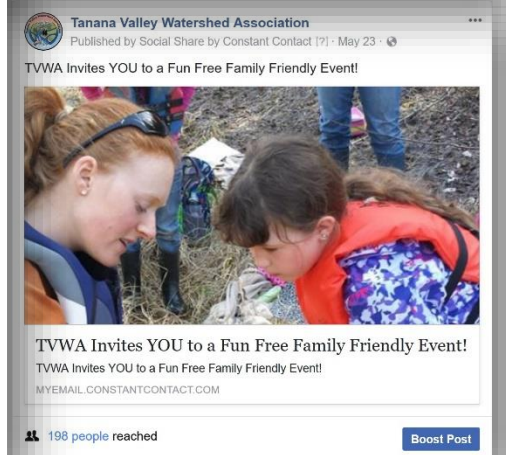 Tanana Valley Watershed Association
Published by Social Share by Constant Contact [?] · May 23 ·
TVWA Invites YOU to a Fun Free Family Friendly Event!
TVWA Invites YOU to a Fun Free Family Friendly Event!
TVWA Invites YOU to a Fun Free Family Friendly Event!
MYEMAIL.CONSTANTCONTACT.COM
198 people reached
Boost Post